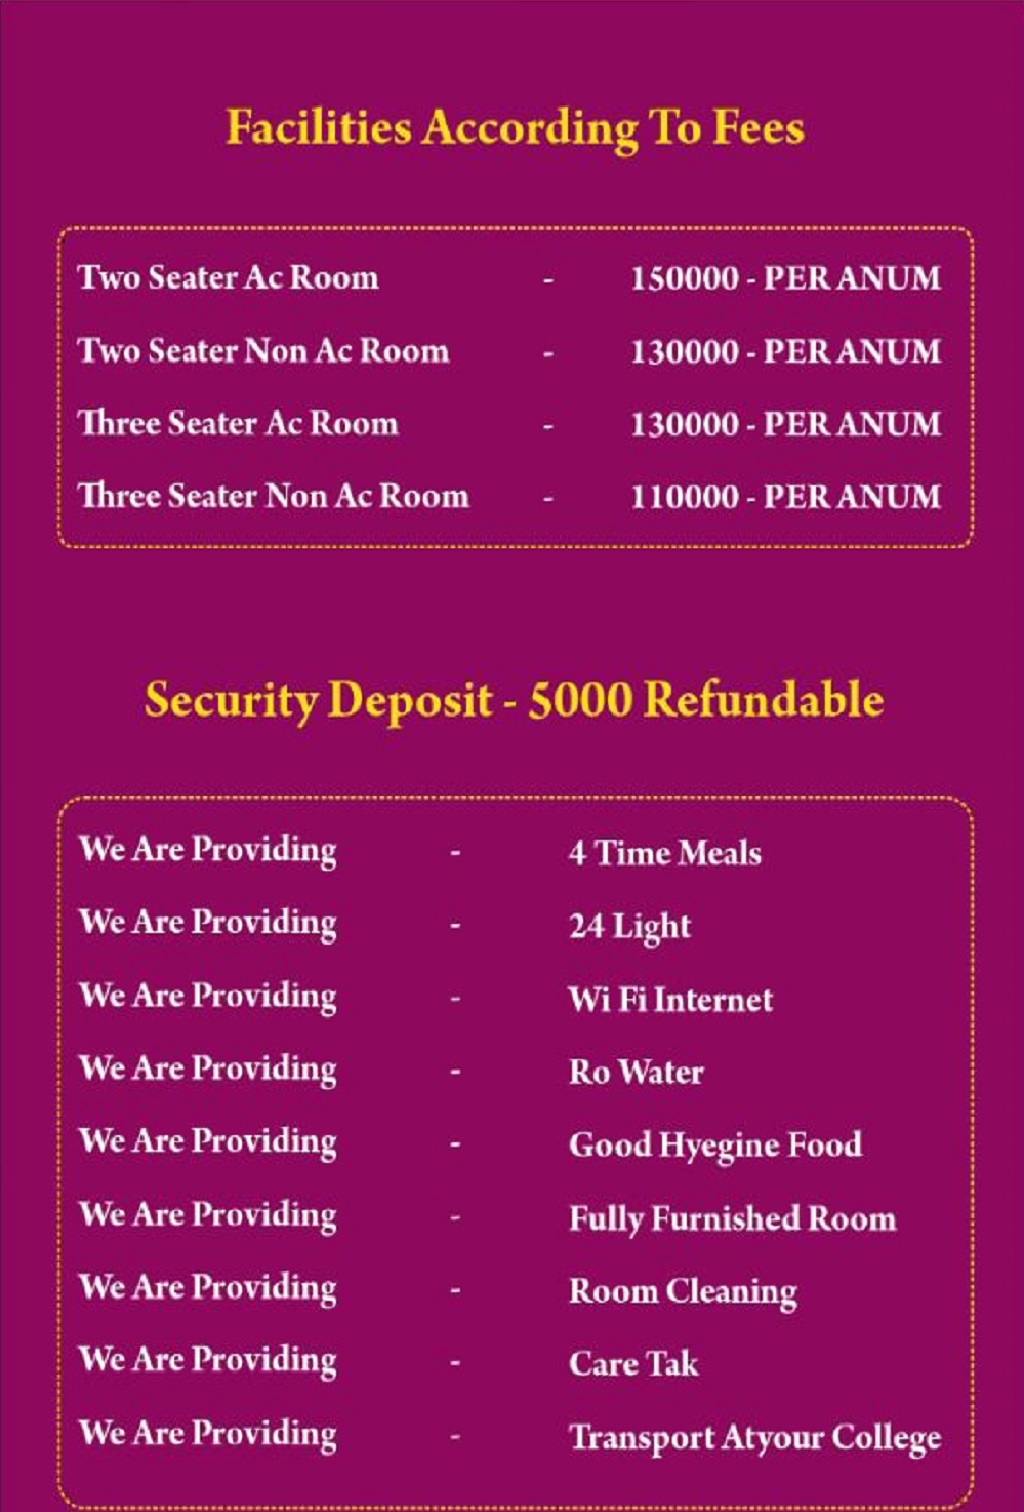 Facilities According To Fees
Two Seater Ac Room - 150000 - PER ANUM
Two Seater Non Ac Room - 130000 - PER ANUM
Three Seater Ac Room - 130000 - PER ANUM
Three Seater Non Ac Room - 110000 - PER ANUM
Security Deposit - 5000 Refundable
We Are Providing - 4 Time Meals
We Are Providing - 24 Light
We Are Providing - Wi Fi Internet
We Are Providing - Ro Water
We Are Providing - Good Hyegine Food
We Are Providing - Fully Furnished Room
We Are Providing - Room Cleaning
We Are Providing - Care Tak
We Are Providing - Transport Atyour College